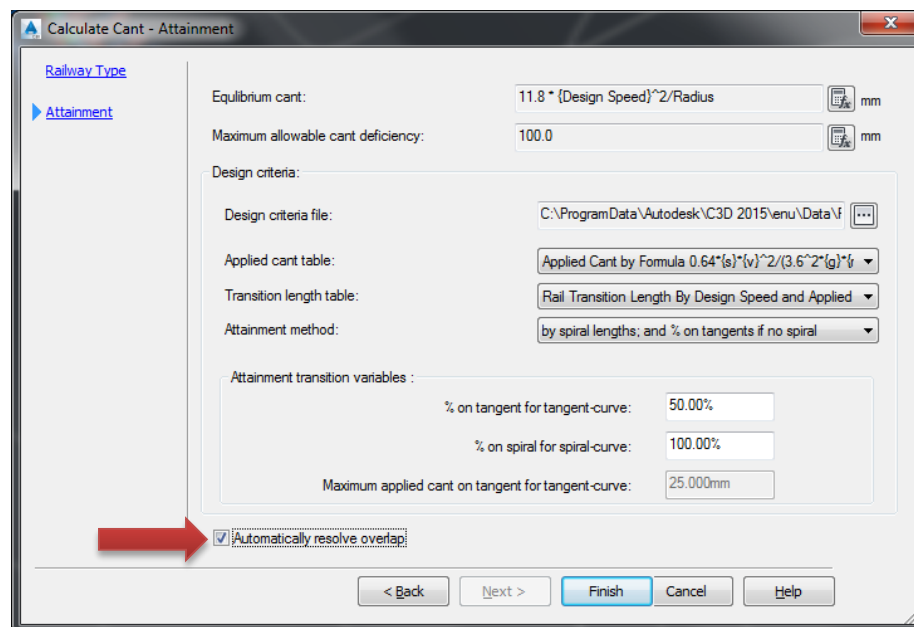 Calculate Cant - Attainment
Railway Type
Attainment
Equlibrium cant:
11.8 * {Design Speed}^2/Radius
mm
Maximum allowable cant deficiency:
100.0
mm
Design criteria:
Design criteria file:
C:\ProgramData\Autodesk\C3D 2015\enu\Data\F
...
Applied cant table:
Applied Cant by Formula 0.64*{s}*{v}^2/(3.6^2*{g}*{r
Transition length table:
Rail Transition Length By Design Speed and Applied
Attainment method:
by spiral lengths; and % on tangents if no spiral
Attainment transition variables :
% on tangent for tangent-curve:
50.00%
% on spiral for spiral-curve:
100.00%
Maximum applied cant on tangent for tangent-curve:
25.000mm
Automatically resolve overlap
< Back
Next >
Finish
Cancel
Help